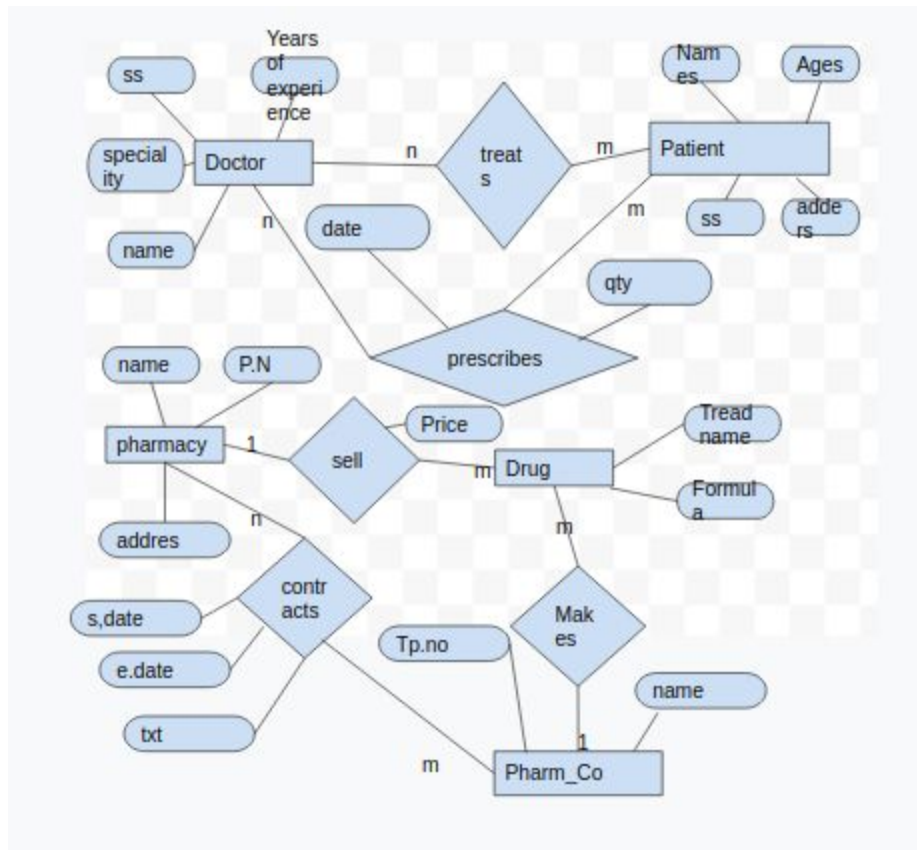 Years
of
experi
ence
ss
Nam
es
Ages
special
ity
Doctor
n
treat
s
m
Patient
name
n
date
m
ss
adde
rs
qty
prescribes
name
P.N
Price
Tread
name
pharmacy
1
sell
m
Drug
Formul
a
addres
n
m
contr
acts
s,date
Mak
es
Tp.no
e.date
name
txt
1
m
Pharm_Co